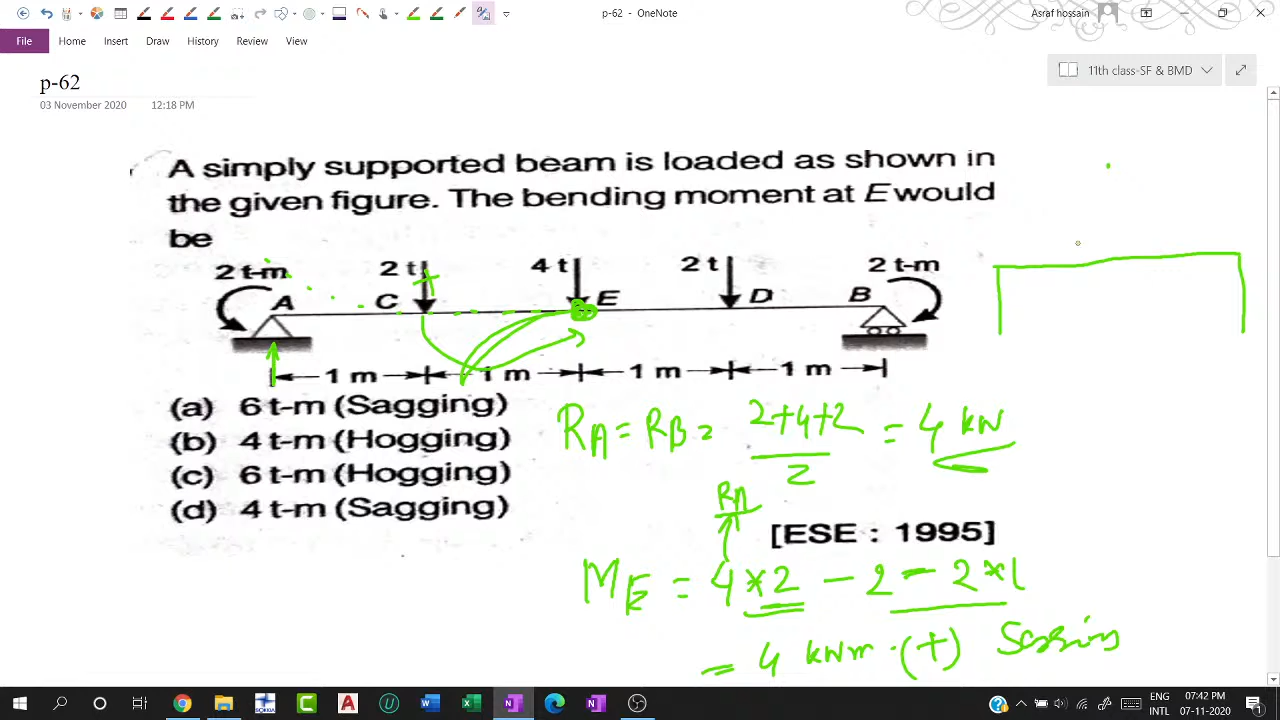 p-62 - OneNote
Asraf hossain
File Home Insert Draw History Review View
p-62
11th class-SF & BMD
03 November 2020 12:18 PM
A simply supported beam is loaded as shown in
the given figure. The bending moment at E would
be
2 t-m 2 t 4 t 2 t 2 t-m
A C E D B
1 m 1 m 1 m 1 m
(a) 6 t-m (Sagging)
(b) 4 t-m (Hogging)
(c) 6 t-m (Hogging)
(d) 4 t-m (Sagging)
RA = RB = 2+4+2 / 2 = 4 kN
RA
[ESE : 1995]
ME = 4*2 - 2 - 2*1
= 4 kNm . (+)
ENG 07:42 PM
INTL 07-11-2020